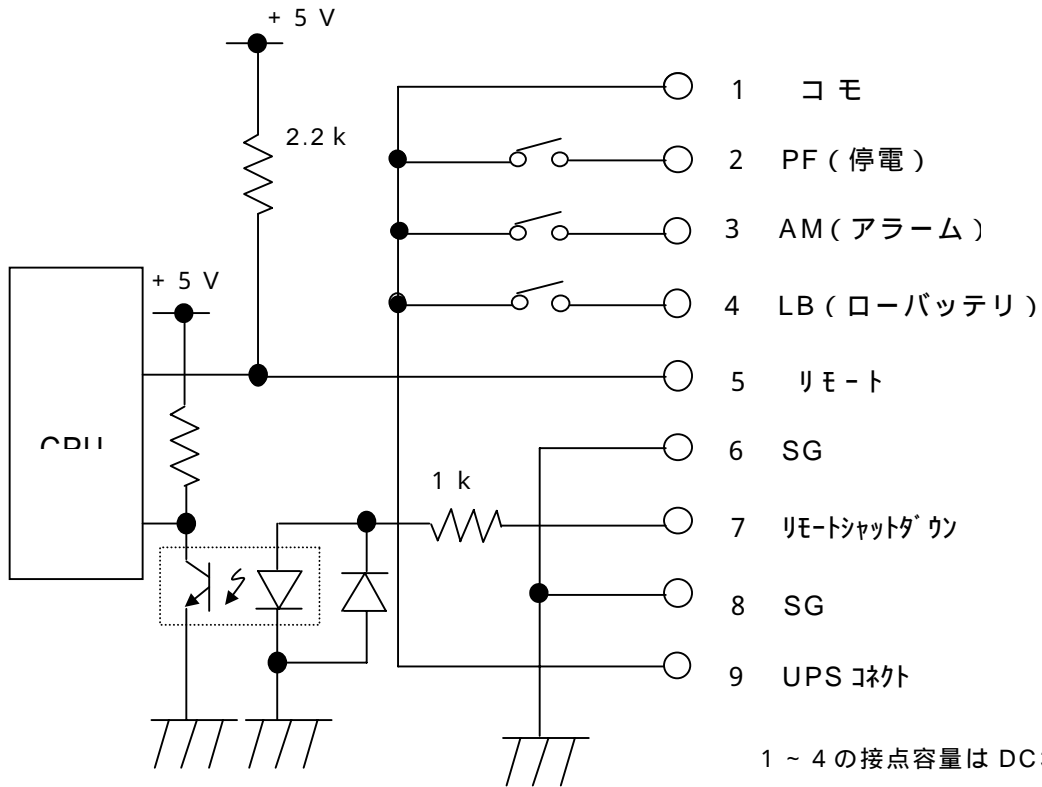 + 5 V
2.2 k
1 コモ
2 PF ( 停電 )
3 AM ( アラーム )
+ 5 V
4 LB ( ローバッテリ )
5 リモート
6 SG
1 k
7 ﾘﾓｰﾄｼｬｯﾄﾀﾞｳﾝ
8 SG
9 UPS ｺﾈｸﾄ
1 ~ 4 の接点容量は DC